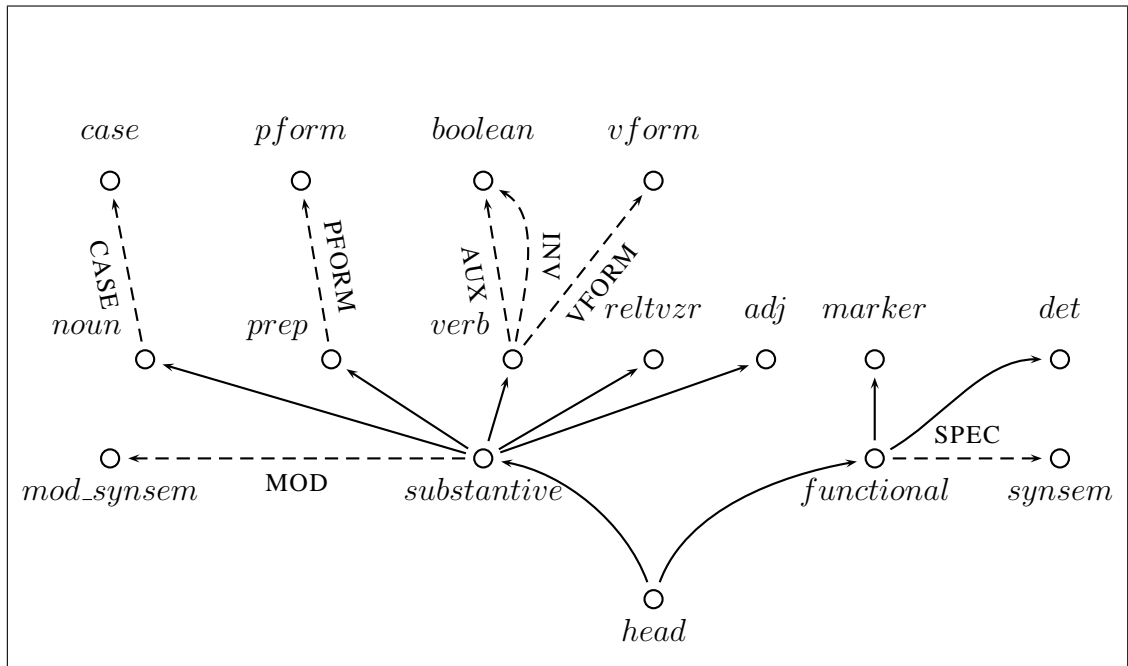 case pform boolean vform
CASE PFORM AUX INV VFORM
noun prep verb reltvzr adj marker det
MOD SPEC
mod_synsem substantive functional synsem
head